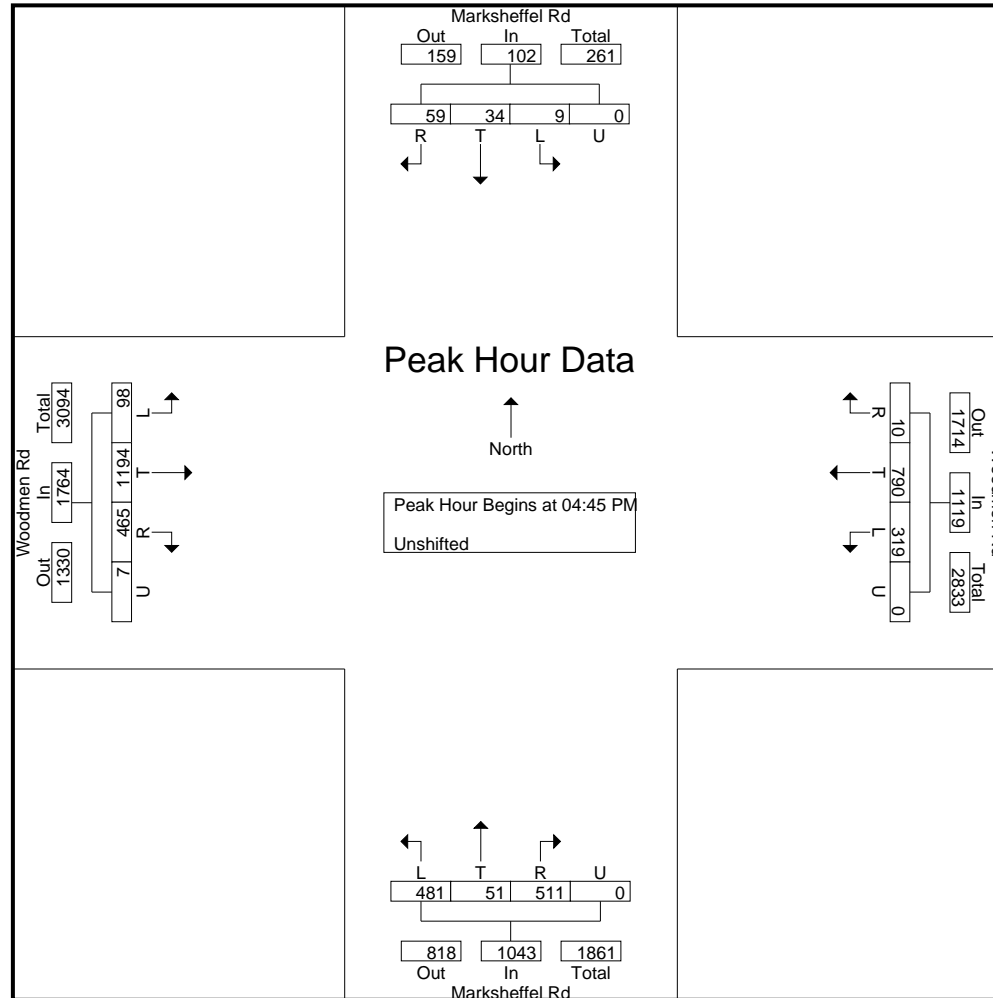 Marksheffel Rd
Out In Total
159 102 261
59 34 9 0
R T L U
Peak Hour Data
North
Peak Hour Begins at 04:45 PM
Unshifted
Woodmen Rd
Total In Out
3094 1764 1330
98 1194 465 7
L T R U
Out In Total
1714 1119 2833
R T L U
10 790 319 0
L T R U
481 51 511 0
818 1043 1861
Out In Total
Marksheffel Rd